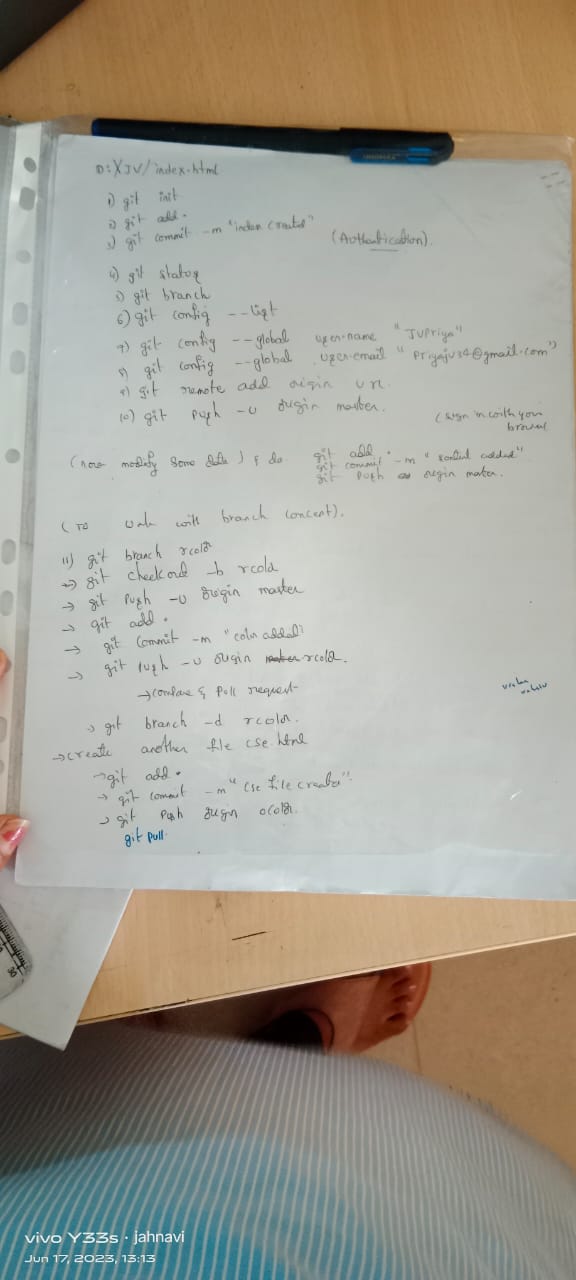 D:\XJV/index.html
1) git init
2) git add .
3) git commit -m "index created"
(Authentication).
4) git status
5) git branch
6) git config --list
7) git config --global user-name "JVPriya"
8) git config --global user-email "Priyajv34@gmail.com"
9) git remote add origin url.
10) git push -u origin master.
(sign in with your
browser
(now modify some data) & do git add .
git commit -m " added"
git push origin master.
(To work with branch concept).
11) git branch rcolor
→ git checkout -b rcolor
→ git push -u origin master
→ git add .
→ git commit -m "color added"
→ git push -u origin rcolor.
→ compare & pull request
→ git branch -d rcolor.
→ create another file cse.html
→ git add .
→ git commit -m "cse file created".
→ git push origin rcolor.
git pull
vivo Y33s · jahnavi
Jun 17, 2023, 13:13